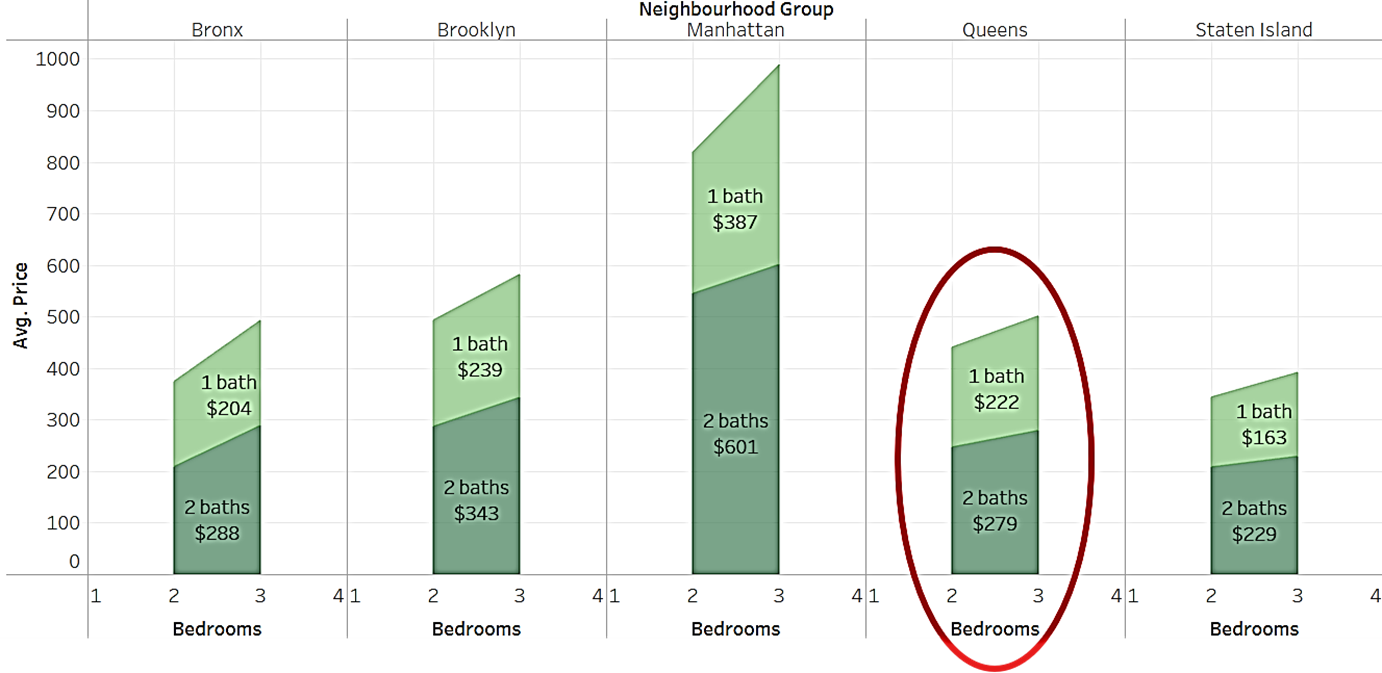 Neighbourhood Group
Bronx
Brooklyn
Manhattan
Queens
Staten Island
Avg. Price
1000
900
800
700
600
500
400
300
200
100
0
1 bath
$204
2 baths
$288
1 bath
$239
2 baths
$343
1 bath
$387
2 baths
$601
1 bath
$222
2 baths
$279
1 bath
$163
2 baths
$229
1 2 3 4 1 2 3 4 1 2 3 4 1 2 3 4 1 2 3 4
Bedrooms
Bedrooms
Bedrooms
Bedrooms
Bedrooms